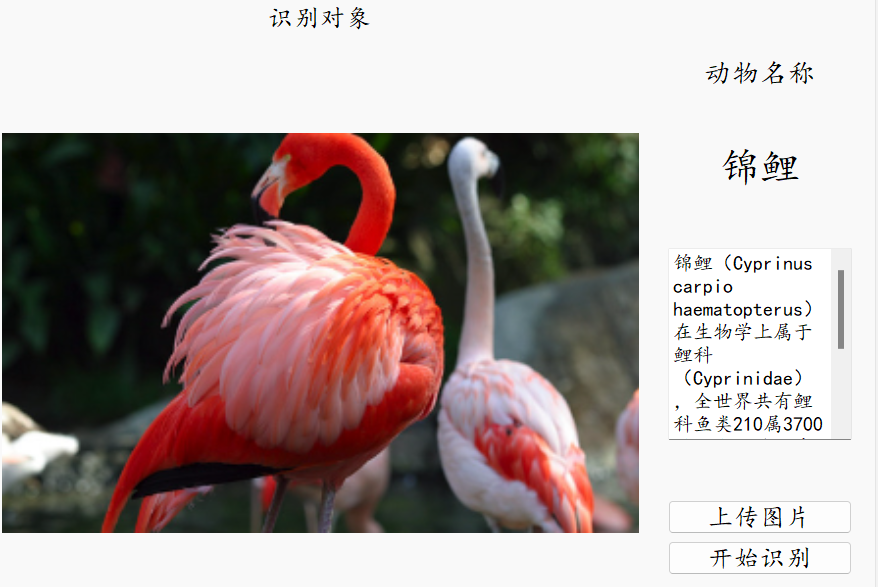 识别对象
动物名称
锦鲤
锦鲤（Cyprinus
carpio
haematopterus）
在生物学上属于
鲤科
（Cyprinidae）
，全世界共有鲤
科鱼类210属3700
上传图片
开始识别